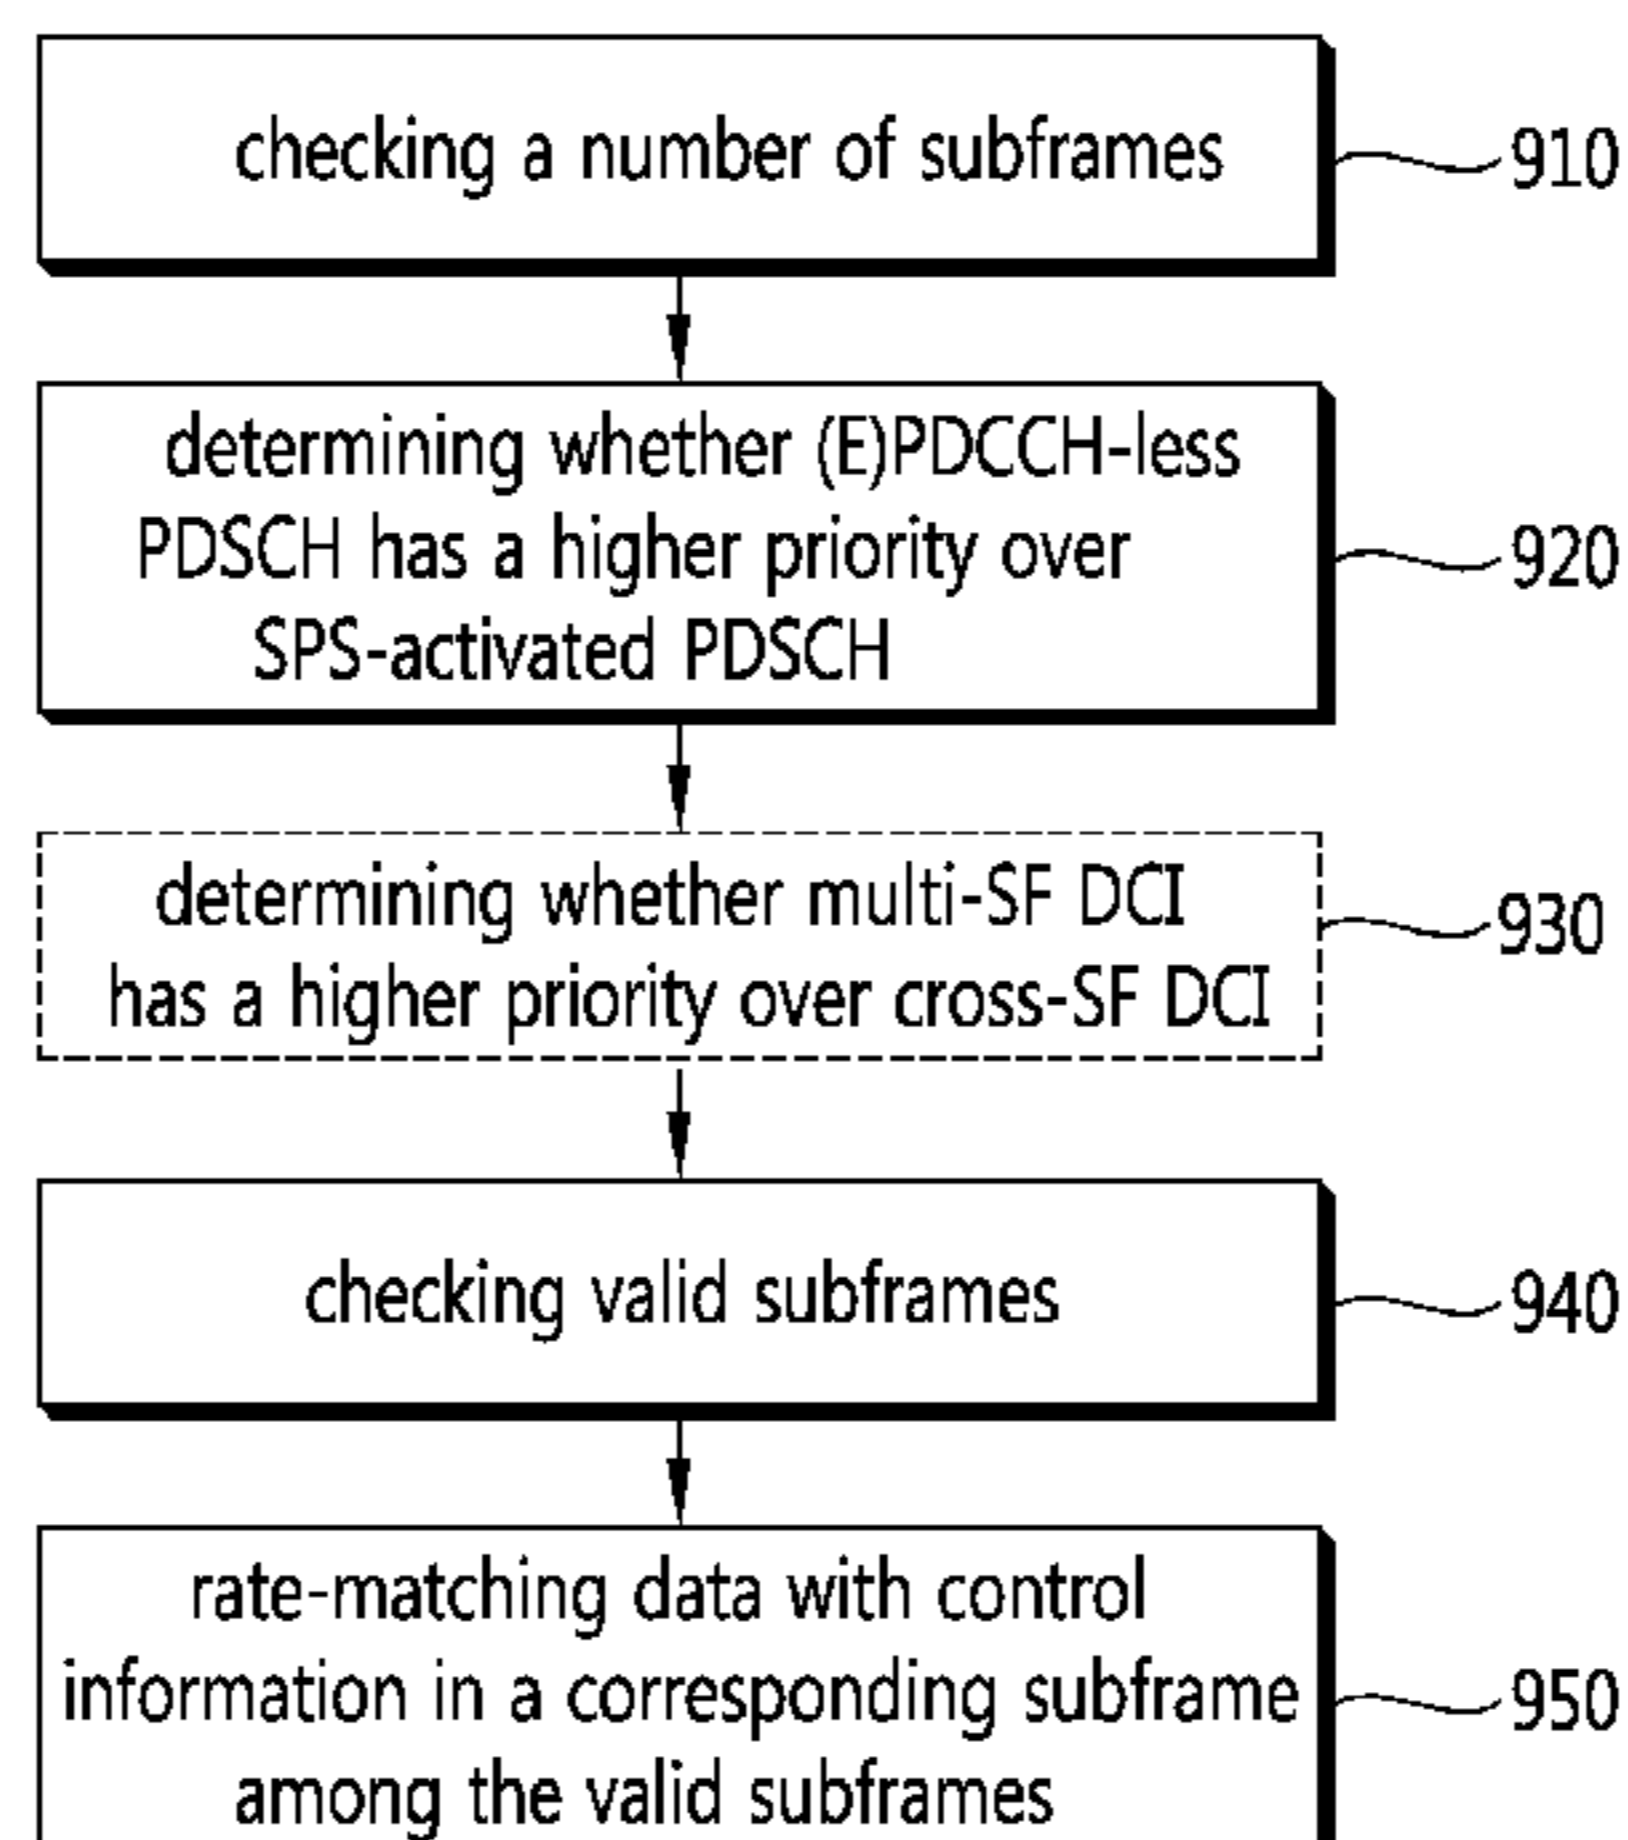 checking a number of subframes
910
determining whether (E)PDCCH-less
PDSCH has a higher priority over
SPS-activated PDSCH
920
determining whether multi-SF DCI
has a higher priority over cross-SF DCI
930
checking valid subframes
940
rate-matching data with control
information in a corresponding subframe
among the valid subframes
950